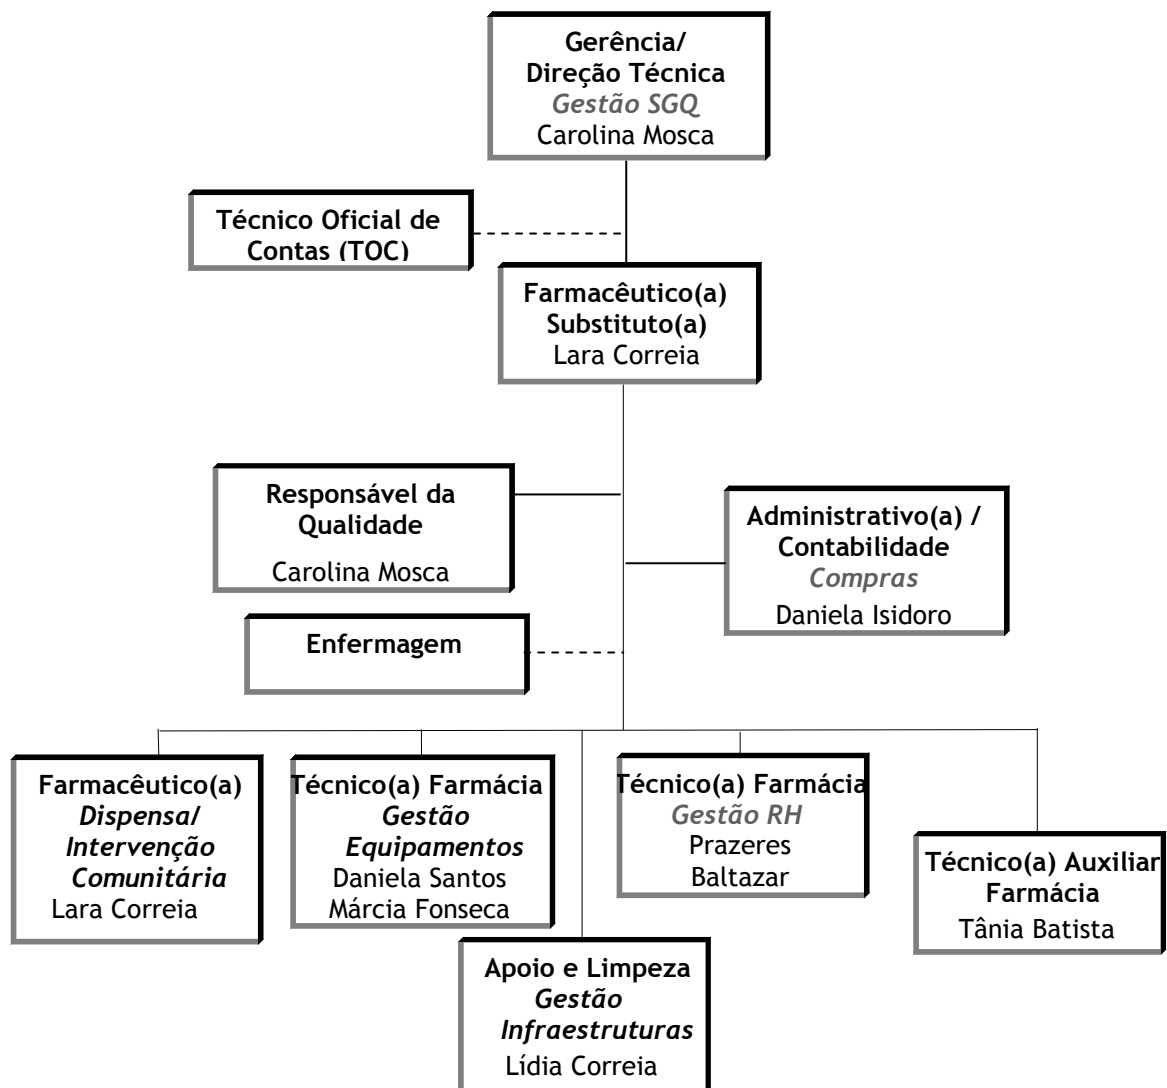 Gerência/
Direção Técnica
Gestão SGQ
Carolina Mosca
Técnico Oficial de
Contas (TOC)
Farmacêutico(a)
Substituto(a)
Lara Correia
Responsável da
Qualidade
Carolina Mosca
Administrativo(a) /
Contabilidade
Compras
Daniela Isidoro
Enfermagem
Farmacêutico(a)
Dispensa/
Intervenção
Comunitária
Lara Correia
Técnico(a) Farmácia
Gestão
Equipamentos
Daniela Santos
Márcia Fonseca
Técnico(a) Farmácia
Gestão RH
Prazeres
Baltazar
Técnico(a) Auxiliar
Farmácia
Tânia Batista
Apoio e Limpeza
Gestão
Infraestruturas
Lídia Correia